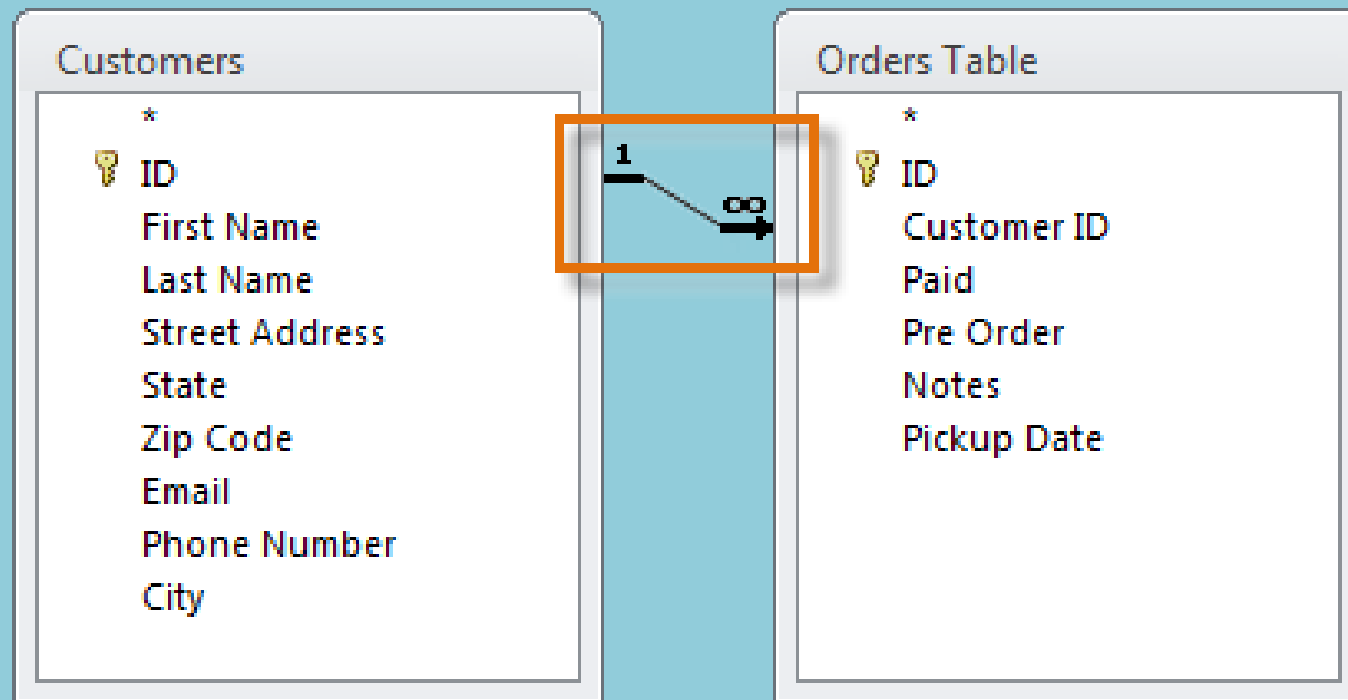 Customers
*
ID
First Name
Last Name
Street Address
State
Zip Code
Email
Phone Number
City
1
∞
Orders Table
*
ID
Customer ID
Paid
Pre Order
Notes
Pickup Date